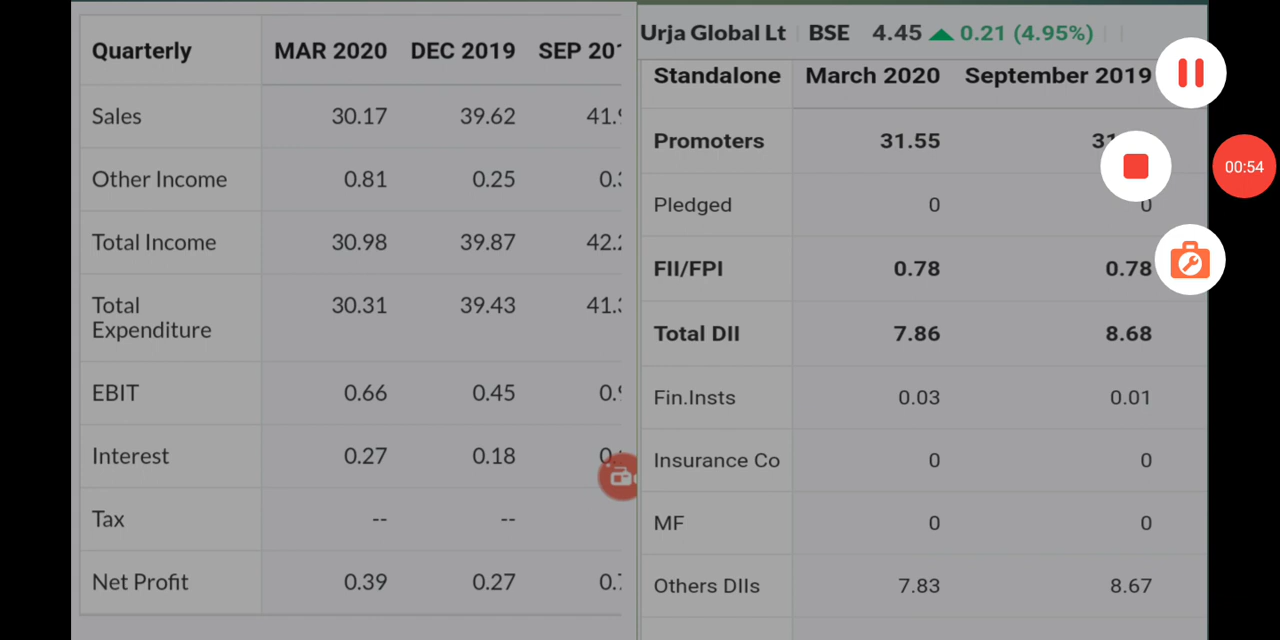 Quarterly MAR 2020 DEC 2019 SEP
Sales 30.17 39.62
Other Income 0.81 0.25
Total Income 30.98 39.87
Total
Expenditure 30.31 39.43
EBIT 0.66 0.45
Interest 0.27 0.18
Tax -- --
Net Profit 0.39 0.27
Urja Global Lt BSE 4.45 ▲ 0.21 (4.95%)
Standalone March 2020 September 2019
Promoters 31.55
Pledged 0 0
FII/FPI 0.78 0.78
Total DII 7.86 8.68
Fin.Insts 0.03 0.01
Insurance Co 0 0
MF 0 0
Others DIIs 7.83 8.67
00:54